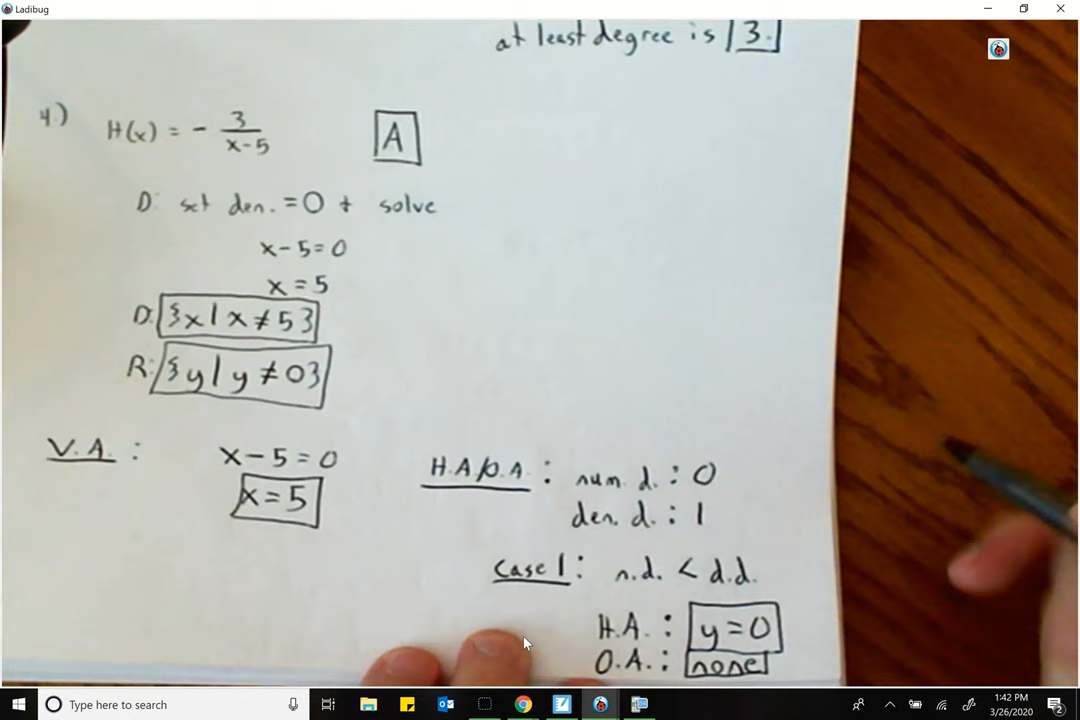 Ladibug
at least degree is 3.
4.) H(x) = - 3/(x-5) A
D: set den. = 0 + solve
x-5=0
x=5
D: {x|x≠5}
R: {y|y≠0}
V.A.: x-5=0
x=5
H.A/O.A.: num. d.: 0
den. d.: 1
Case 1: n.d. < d.d.
H.A.: y=0
O.A.: none
Type here to search
1:42 PM
3/26/2020
2